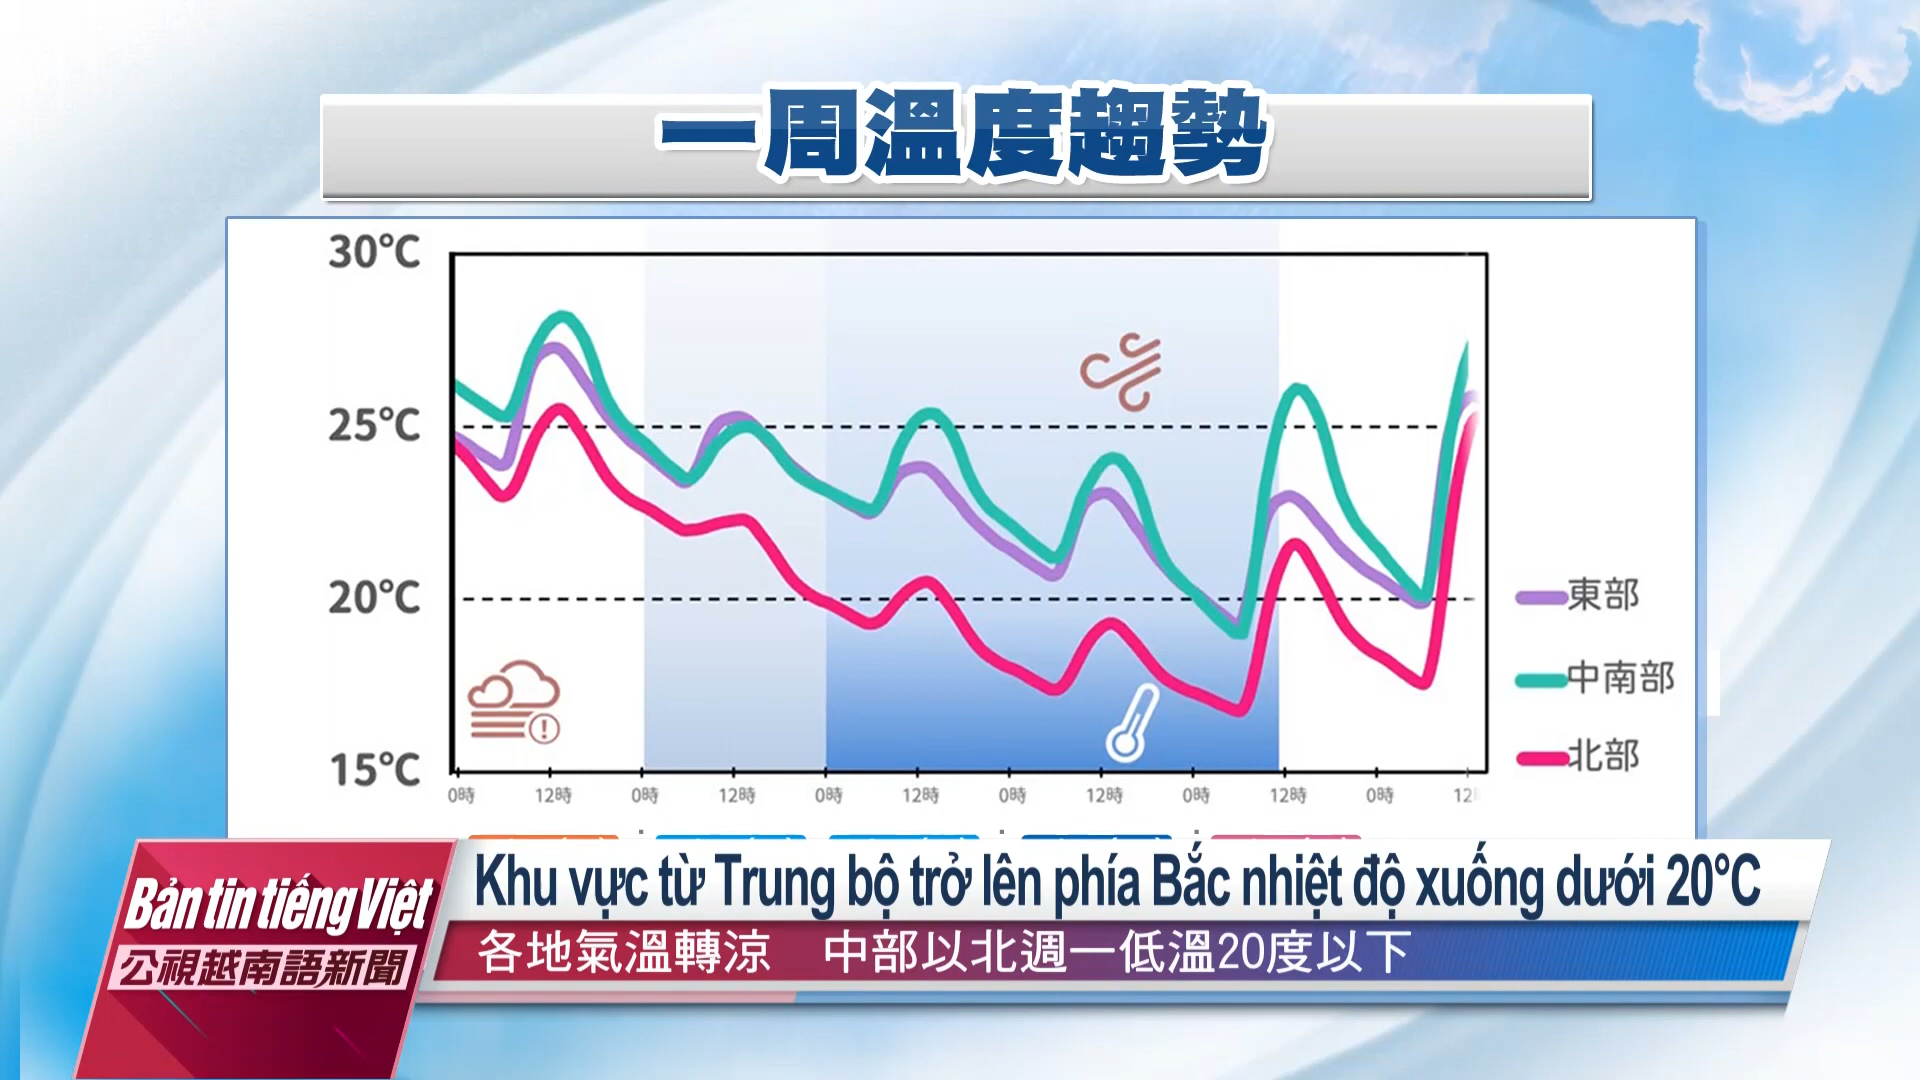 一周溫度趨勢
30°C
25°C
20°C
15°C
0時 12時 0時 12時 0時 12時 0時 12時 0時 12時 0時 12
東部
中南部
北部
Khu vực từ Trung bộ trở lên phía Bắc nhiệt độ xuống dưới 20°C
各地氣溫轉涼 中部以北週一低溫20度以下
Bản tin tiếng Việt
公視越南語新聞